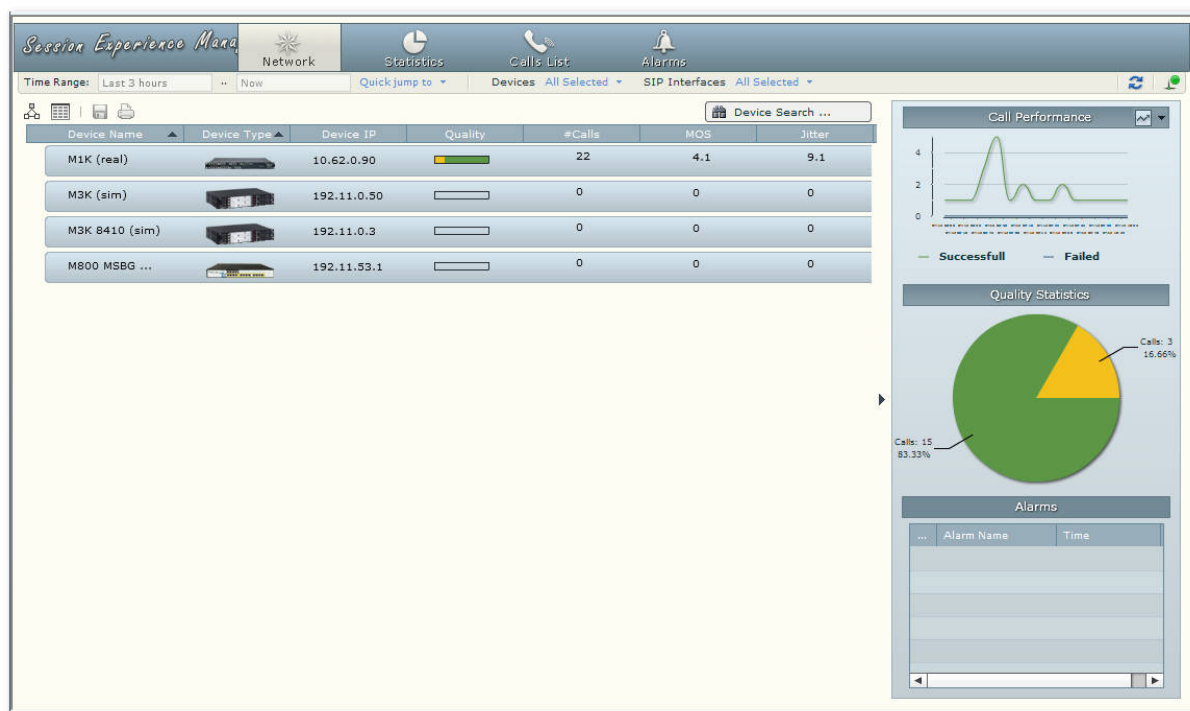 Session Experience Mana
Network
Statistics
Calls List
Alarms
Time Range: Last 3 hours .. Now Quick jump to Devices All Selected SIP Interfaces All Selected
Device Search ...
Device Name Device Type Device IP Quality #Calls MOS Jitter
M1K (real) 10.62.0.90 22 4.1 9.1
M3K (sim) 192.11.0.50 0 0 0
M3K 8410 (sim) 192.11.0.3 0 0 0
M800 MSBG ... 192.11.53.1 0 0 0
Call Performance
4
2
0
Successfull Failed
Quality Statistics
Calls: 3
16.66%
Calls: 15
83.33%
Alarms
... Alarm Name Time